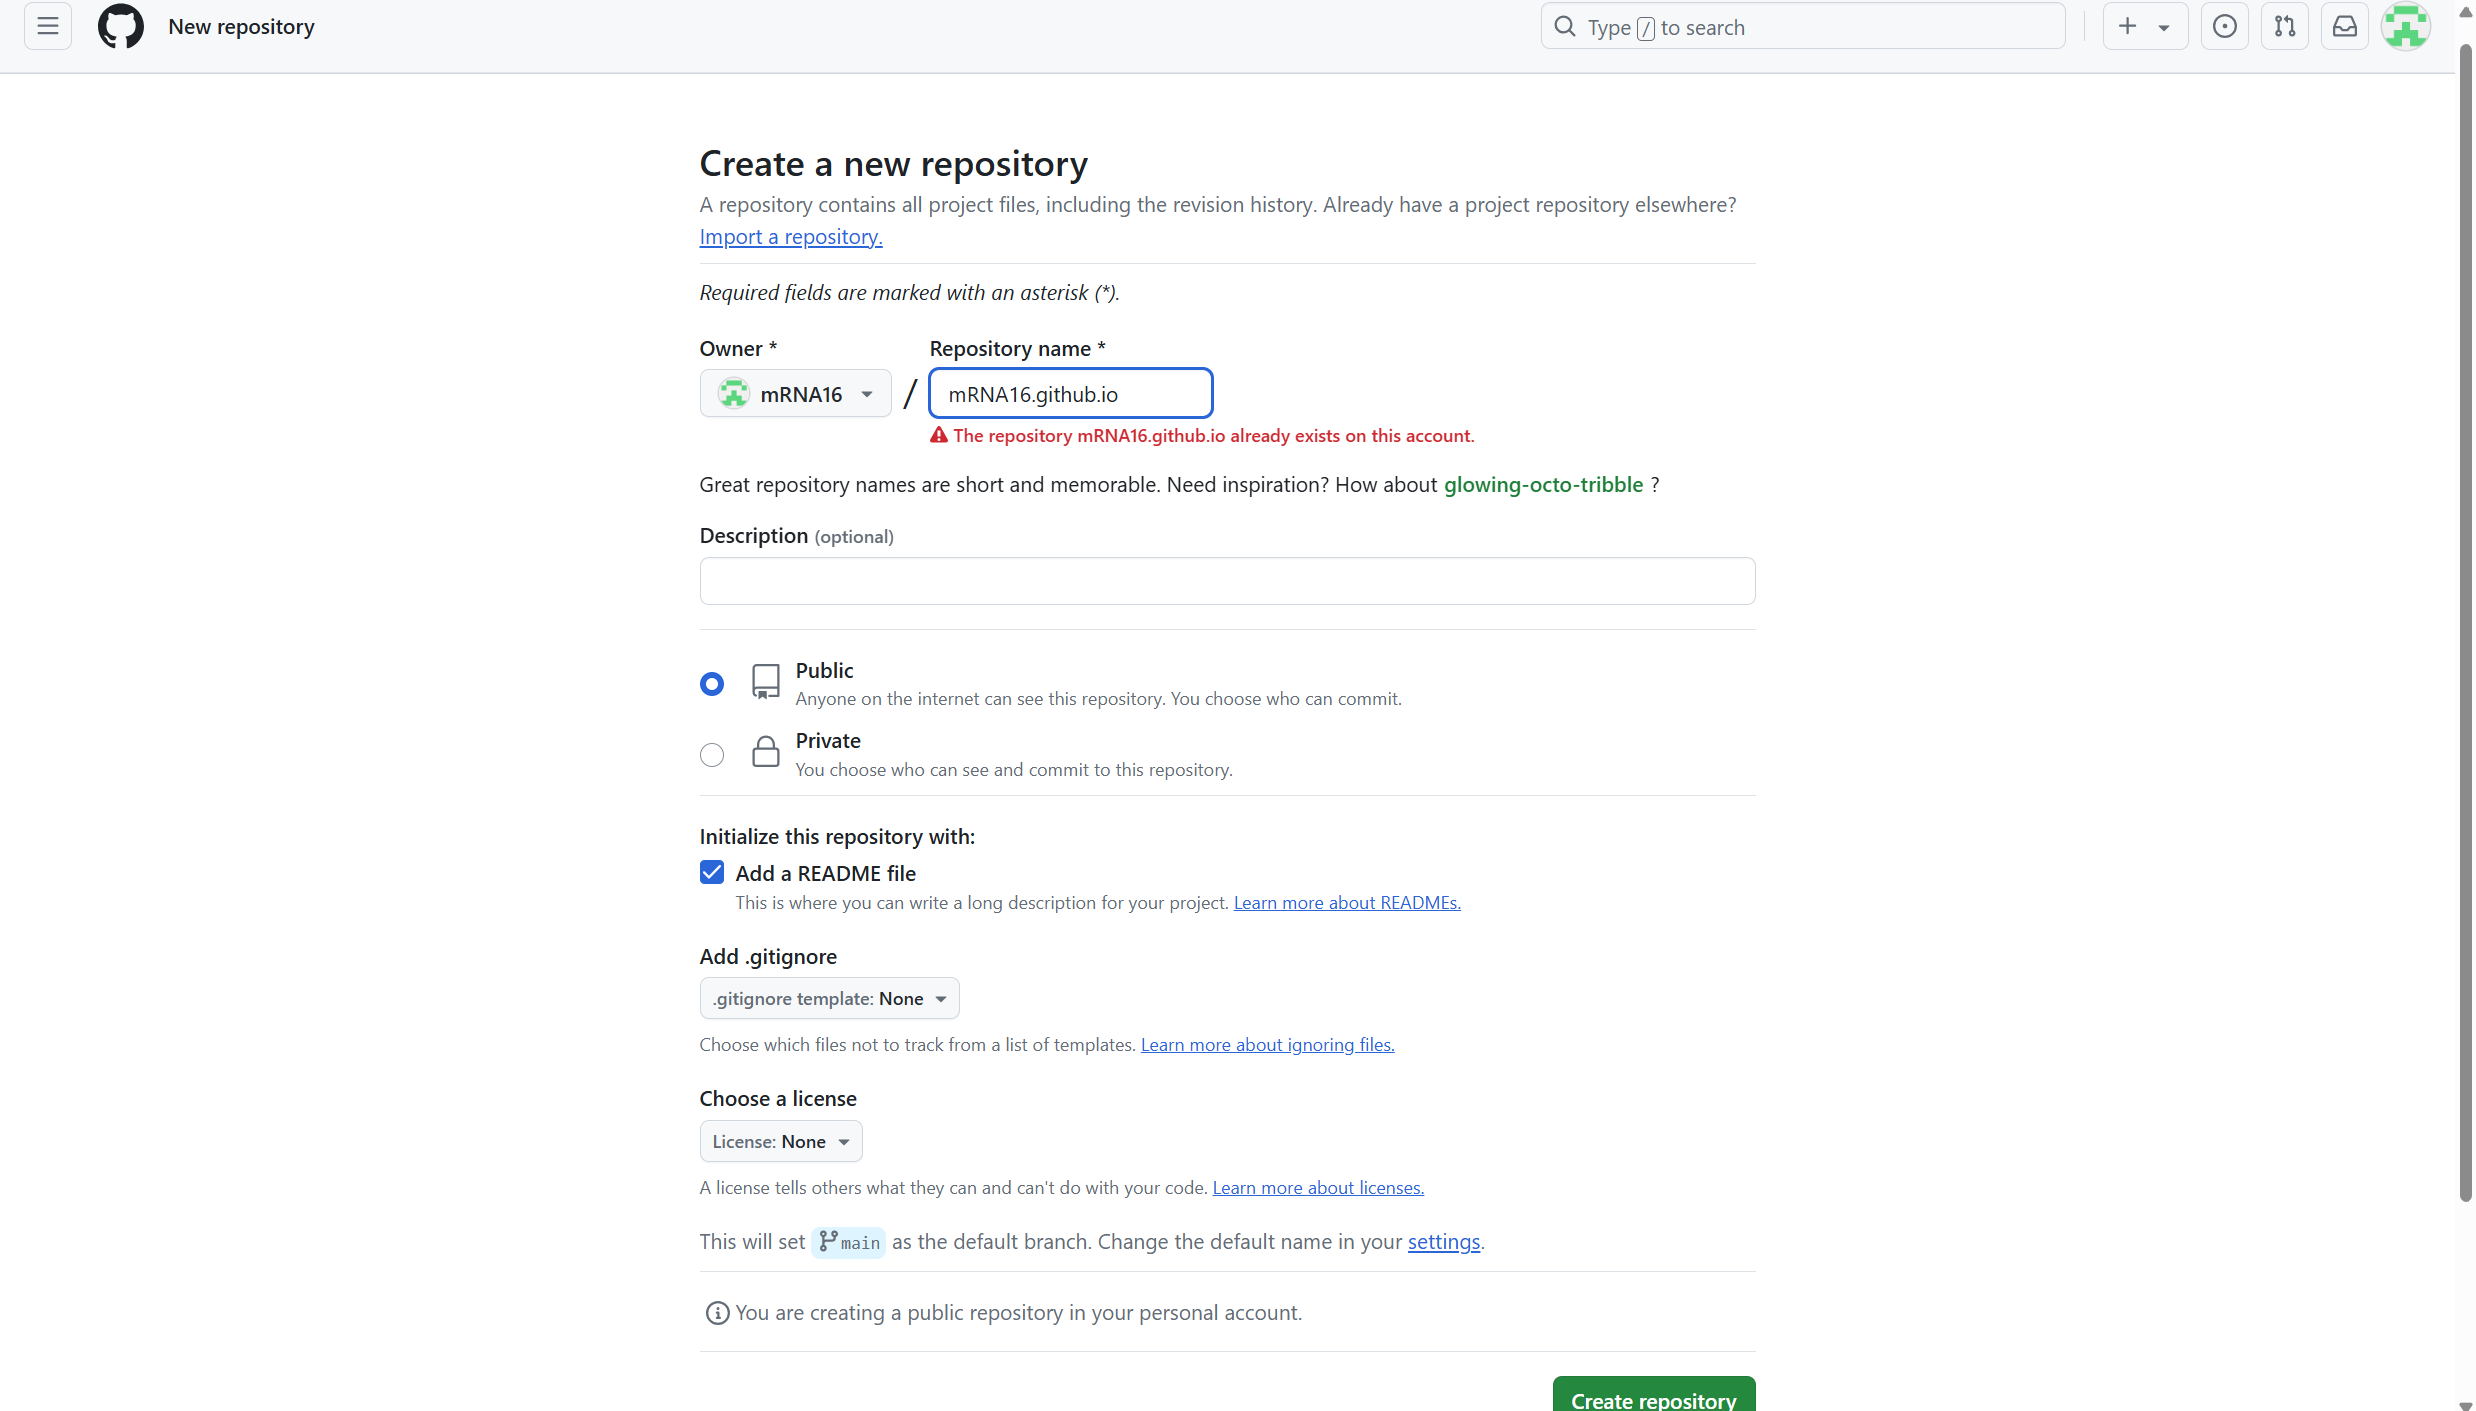 New repository
Type / to search
Create a new repository
A repository contains all project files, including the revision history. Already have a project repository elsewhere?
Import a repository.
Required fields are marked with an asterisk (*).
Owner *
Repository name *
mRNA16
/
mRNA16.github.io
The repository mRNA16.github.io already exists on this account.
Great repository names are short and memorable. Need inspiration? How about glowing-octo-tribble ?
Description (optional)
Public
Anyone on the internet can see this repository. You choose who can commit.
Private
You choose who can see and commit to this repository.
Initialize this repository with:
Add a README file
This is where you can write a long description for your project. Learn more about READMEs.
Add .gitignore
.gitignore template: None
Choose which files not to track from a list of templates. Learn more about ignoring files.
Choose a license
License: None
A license tells others what they can and can't do with your code. Learn more about licenses.
This will set main as the default branch. Change the default name in your settings.
You are creating a public repository in your personal account.
Create repository